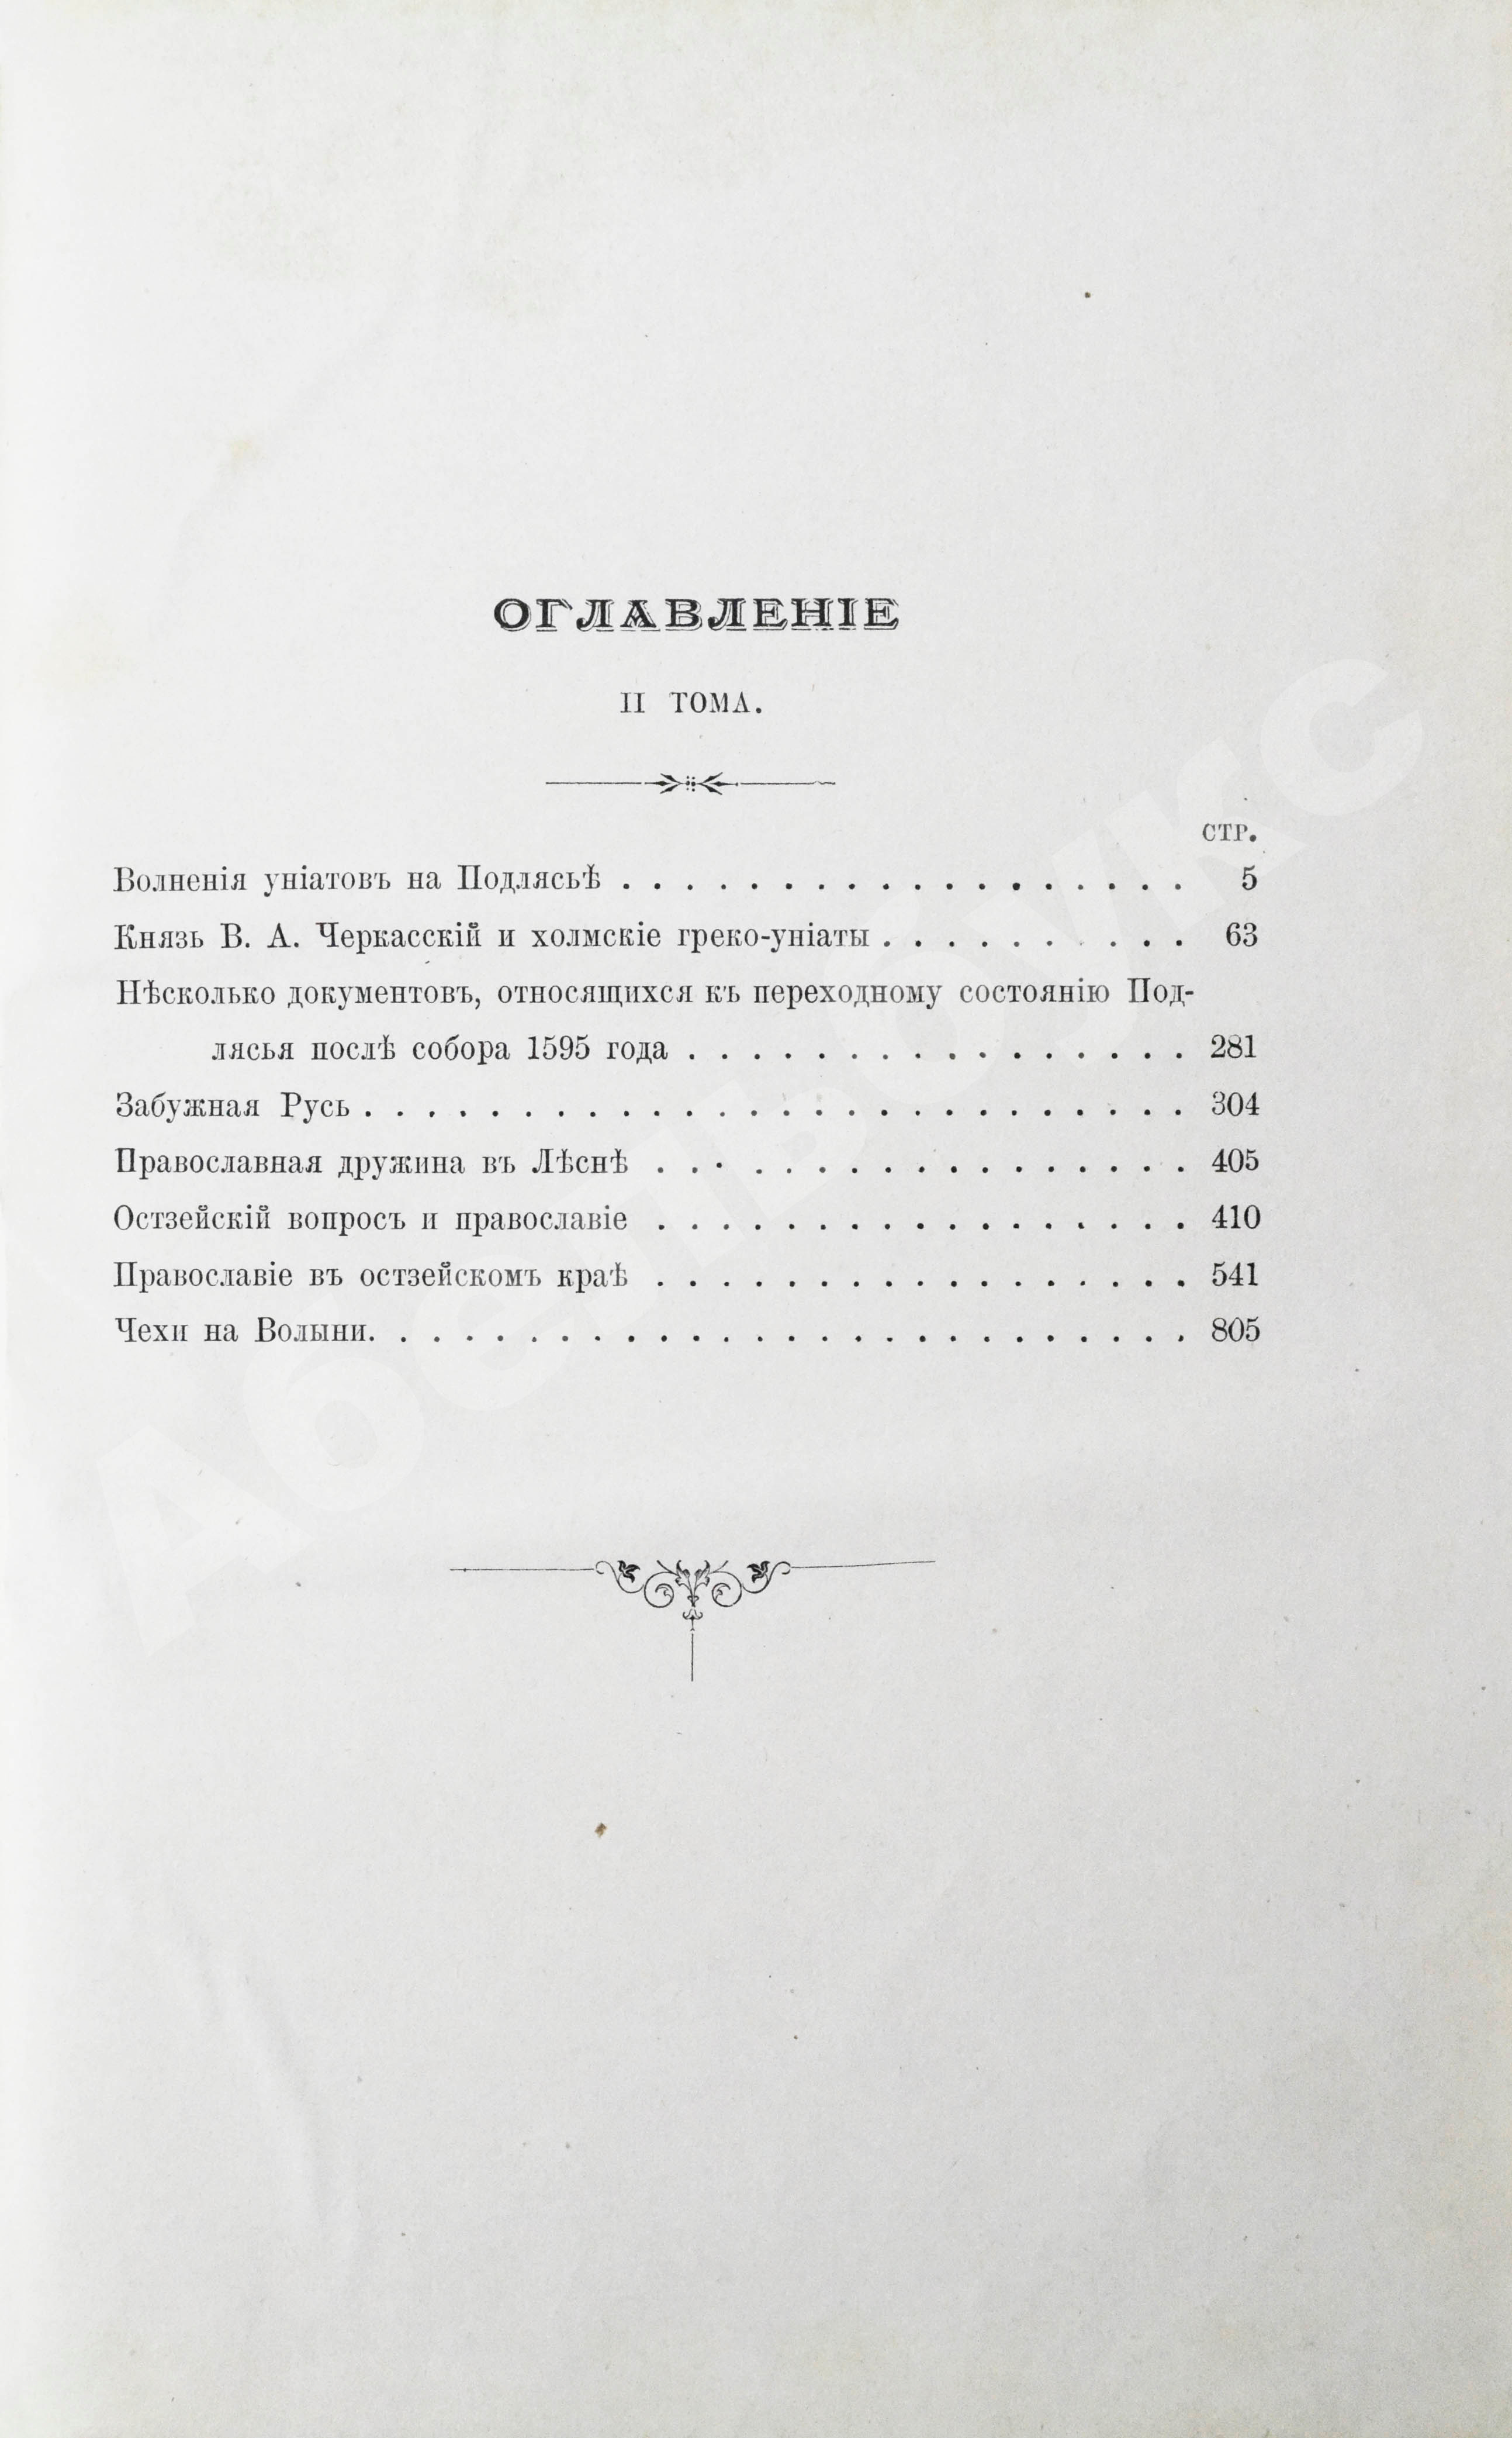 ОГЛАВЛЕНІЕ
II ТОМА.
СТР.
Волненія уніатовъ на Подлясьѣ . . . . . . . . . . . . . . . . . . 5
Князь В. А. Черкасскій и холмскіе греко-уніаты . . . . . . . . . . 63
Нѣсколько документовъ, относящихся къ переходному состоянію Под-
лясья послѣ собора 1595 года . . . . . . . . . . . . . . . . 281
Забужная Русь . . . . . . . . . . . . . . . . . . . . . . . . . . 304
Православная дружина въ Лѣснѣ . . . . . . . . . . . . . . . . . 405
Остзейскій вопросъ и православіе . . . . . . . . . . . . . . . . . 410
Православіе въ остзейскомъ краѣ . . . . . . . . . . . . . . . . . 541
Чехи на Волыни. . . . . . . . . . . . . . . . . . . . . . . . . . 805
АбельБукс